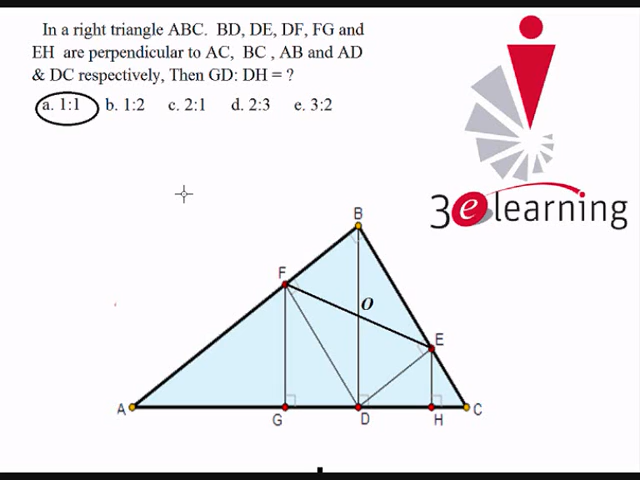 In a right triangle ABC. BD, DE, DF, FG and
EH are perpendicular to AC, BC , AB and AD
& DC respectively, Then GD: DH = ?
a. 1:1 b. 1:2 c. 2:1 d. 2:3 e. 3:2
3elearning
B
F
O
E
A
G
D
H
C